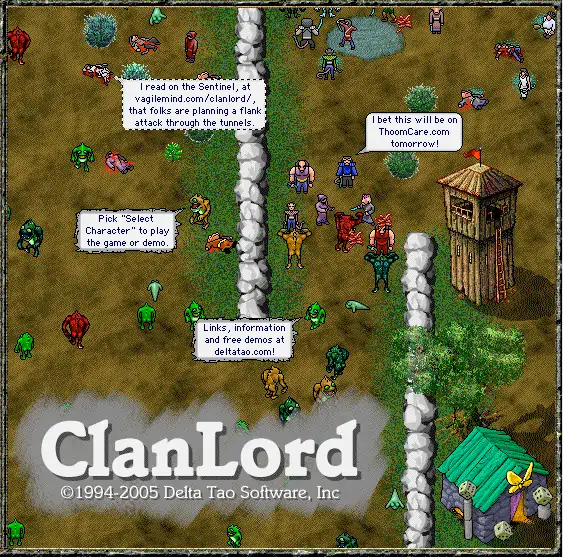 I read on the Sentinel, at
vagilemind.com/clanlord/,
that folks are planning a flank
attack through the tunnels.
I bet this will be on
ThoomCare.com
tomorrow!
Pick "Select
Character" to play
the game or demo.
Links, information
and free demos at
deltatao.com!
ClanLord
©1994-2005 Delta Tao Software, Inc